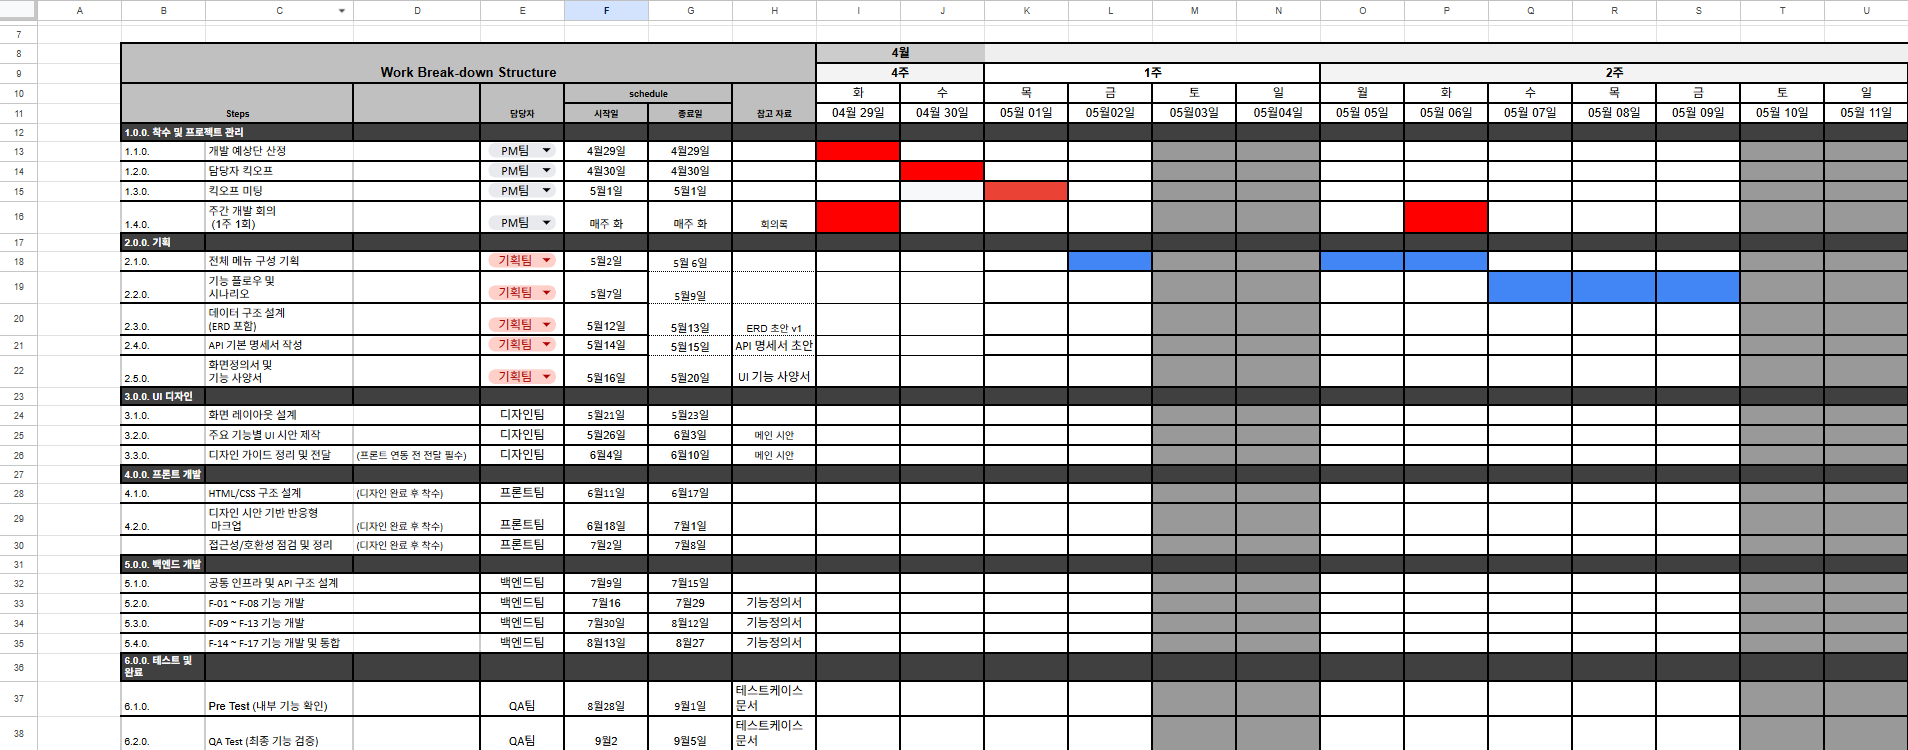 A B C D E F G H I J K L M N O P Q R S T U
7
8 4월
9 Work Break-down Structure 4주 1주 2주
10 schedule 화 수 목 금 토 일 월 화 수 목 금 토 일
11 Steps 담당자 시작일 종료일 참고 자료 04월 29일 04월 30일 05월 01일 05월02일 05월03일 05월04일 05월 05일 05월 06일 05월 07일 05월 08일 05월 09일 05월 10일 05월 11일
12 1.0.0. 착수 및 프로젝트 관리
13 1.1.0. 개발 예상단 산정 PM팀 4월29일 4월29일
14 1.2.0. 담당자 킥오프 PM팀 4월30일 4월30일
15 1.3.0. 킥오프 미팅 PM팀 5월1일 5월1일
16 주간 개발 회의
1.4.0. (1주 1회) PM팀 매주 화 매주 화 회의록
17 2.0.0. 기획
18 2.1.0. 전체 메뉴 구성 기획 기획팀 5월2일 5월 6일
19 기능 플로우 및
2.2.0. 시나리오 기획팀 5월7일 5월9일
20 데이터 구조 설계
2.3.0. (ERD 포함) 기획팀 5월12일 5월13일 ERD 초안 v1
21 2.4.0. API 기본 명세서 작성 기획팀 5월14일 5월15일 API 명세서 초안
22 화면정의서 및
2.5.0. 기능 사양서 기획팀 5월16일 5월20일 UI 기능 사양서
23 3.0.0. UI 디자인
24 3.1.0. 화면 레이아웃 설계 디자인팀 5월21일 5월23일
25 3.2.0. 주요 기능별 UI 시안 제작 디자인팀 5월26일 6월3일 메인 시안
26 3.3.0. 디자인 가이드 정리 및 전달 (프론트 연동 전 전달 필수) 디자인팀 6월4일 6월10일 메인 시안
27 4.0.0. 프론트 개발
28 4.1.0. HTML/CSS 구조 설계 (디자인 완료 후 착수) 프론트팀 6월11일 6월17일
29 디자인 시안 기반 반응형
4.2.0. 마크업 (디자인 완료 후 착수) 프론트팀 6월18일 7월1일
30 접근성/호환성 점검 및 정리 (디자인 완료 후 착수) 프론트팀 7월2일 7월8일
31 5.0.0. 백엔드 개발
32 5.1.0. 공통 인프라 및 API 구조 설계 백엔드팀 7월9일 7월15일
33 5.2.0. F-01 ~ F-08 기능 개발 백엔드팀 7월16 7월29 기능정의서
34 5.3.0. F-09 ~ F-13 기능 개발 백엔드팀 7월30일 8월12일 기능정의서
35 5.4.0. F-14 ~ F-17 기능 개발 및 통합 백엔드팀 8월13일 8월27 기능정의서
36 6.0.0. 테스트 및
완료
37 테스트케이스
6.1.0. Pre Test (내부 기능 확인) QA팀 8월28일 9월1일 문서
38 테스트케이스
6.2.0. QA Test (최종 기능 검증) QA팀 9월2 9월5일 문서